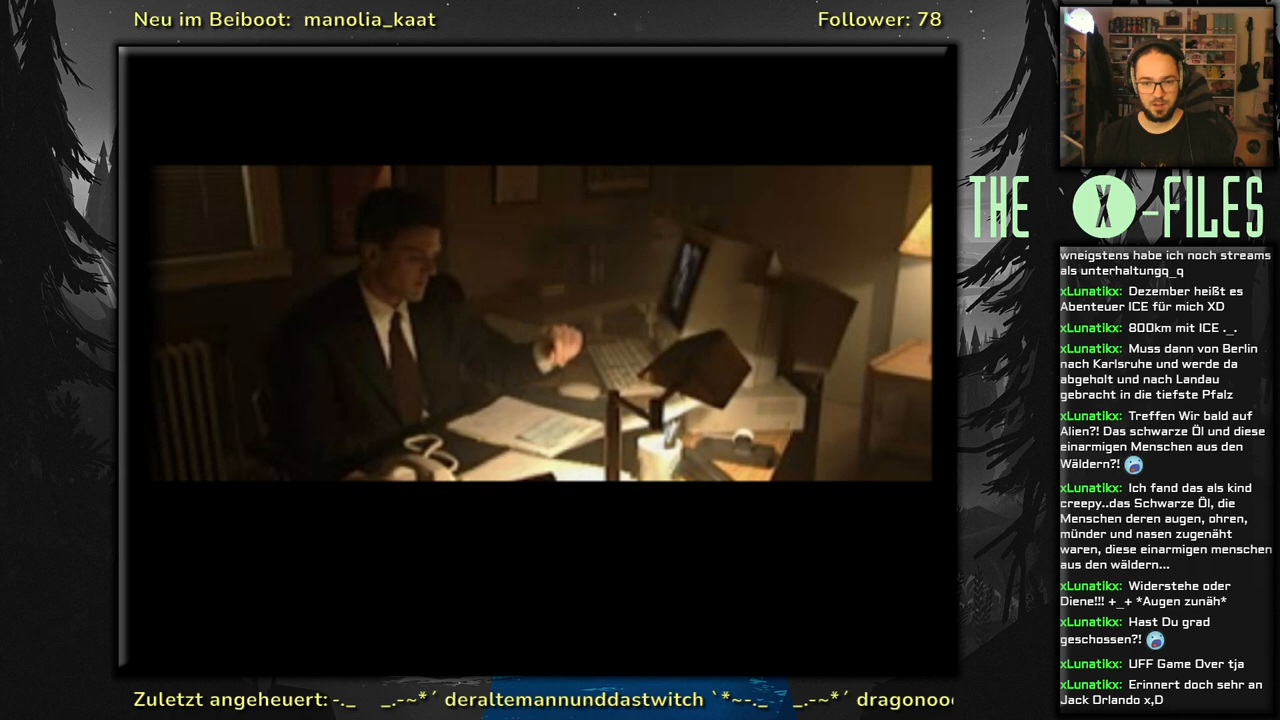 Neu im Beiboot: manolia_kaat
Follower: 78
THE X-FILES
wneigstens habe ich noch streams
als unterhaltungq_q
xLunatikx: Dezember heißt es
Abenteuer ICE für mich XD
xLunatikx: 800km mit ICE ._.
xLunatikx: Muss dann von Berlin
nach Karlsruhe und werde da
abgeholt und nach Landau
gebracht in die tiefste Pfalz
xLunatikx: Treffen Wir bald auf
Alien?! Das schwarze Öl und diese
einarmigen Menschen aus den
Wäldern?!
xLunatikx: Ich fand das als kind
creepy..das Schwarze Öl, die
Menschen deren augen, ohren,
münder und nasen zugenäht
waren, diese einarmigen menschen
aus den wäldern...
xLunatikx: Widerstehe oder
Diene!!! +_+ *Augen zunäh*
xLunatikx: Hast Du grad
geschossen?!
xLunatikx: UFF Game Over tja
xLunatikx: Erinnert doch sehr an
Jack Orlando x,D
Zuletzt angeheuert: -._ _.-~*´ deraltemannunddastwitch `*~-._ _.-~*´ dragonoo